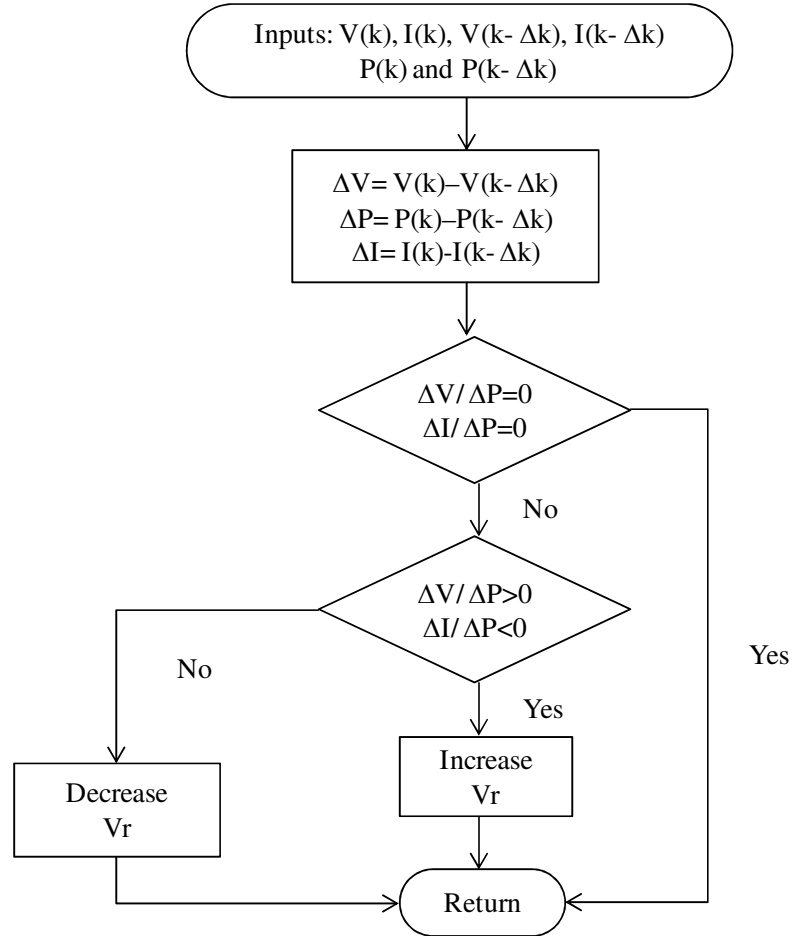 Inputs: V(k), I(k), V(k- Δk), I(k- Δk)
P(k) and P(k- Δk)
ΔV= V(k)–V(k- Δk)
ΔP= P(k)–P(k- Δk)
ΔI= I(k)-I(k- Δk)
ΔV/ ΔP=0
ΔI/ ΔP=0
No
ΔV/ ΔP>0
ΔI/ ΔP<0
Yes
No
Yes
Increase
Vr
Decrease
Vr
Return